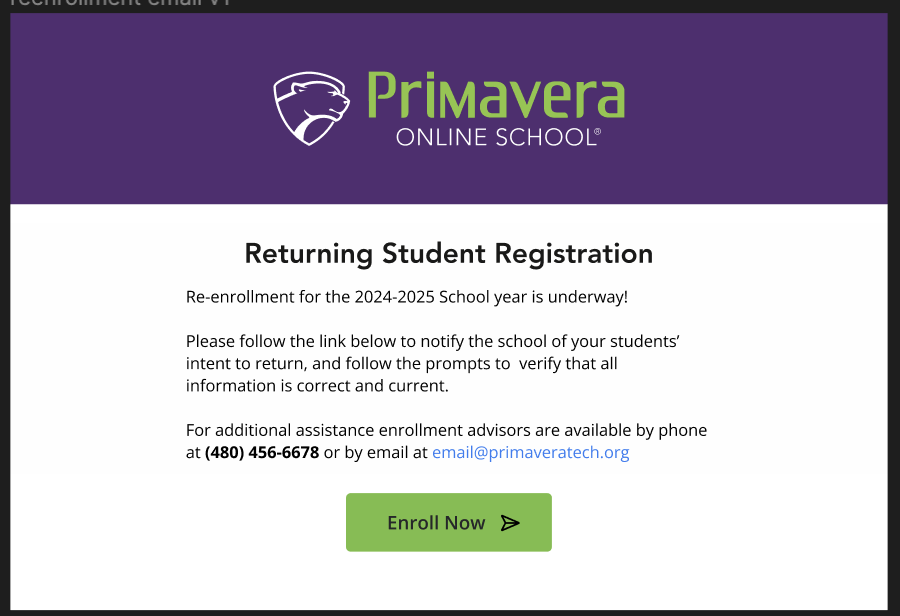 reenrollment email v1
Primavera
ONLINE SCHOOL®
Returning Student Registration
Re-enrollment for the 2024-2025 School year is underway!
Please follow the link below to notify the school of your students’
intent to return, and follow the prompts to  verify that all
information is correct and current.
For additional assistance enrollment advisors are available by phone
at (480) 456-6678 or by email at email@primaveratech.org
Enroll Now